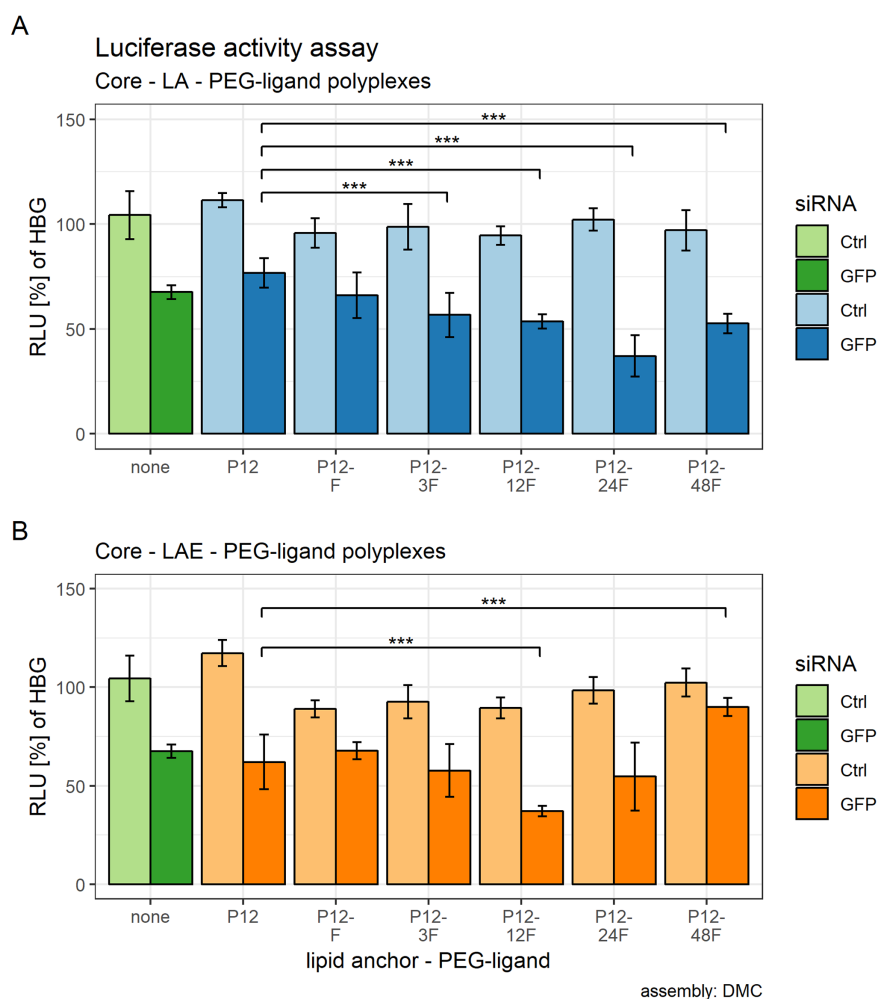 A
Luciferase activity assay
Core - LA - PEG-ligand polyplexes
RLU [%] of HBG
150
100
50
0
***
***
***
***
none
P12
P12-
F
P12-
3F
P12-
12F
P12-
24F
P12-
48F
siRNA
Ctrl
GFP
Ctrl
GFP
B
Core - LAE - PEG-ligand polyplexes
RLU [%] of HBG
150
100
50
0
***
***
none
P12
P12-
F
P12-
3F
P12-
12F
P12-
24F
P12-
48F
lipid anchor - PEG-ligand
siRNA
Ctrl
GFP
Ctrl
GFP
assembly: DMC